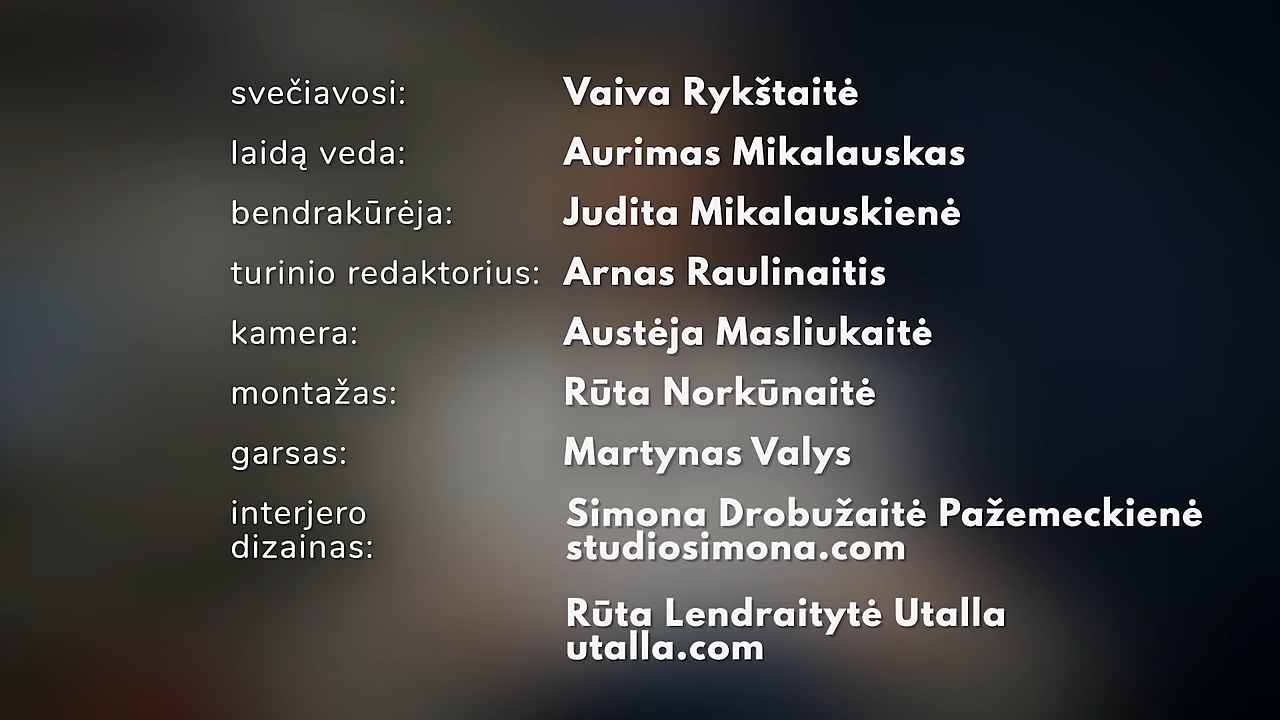 svečiavosi: Vaiva Rykštaitė
laidą veda: Aurimas Mikalauskas
bendrakūrėja: Judita Mikalauskienė
turinio redaktorius: Arnas Raulinaitis
kamera: Austėja Masliukaitė
montažas: Rūta Norkūnaitė
garsas: Martynas Valys
interjero Simona Drobužaitė Pažemeckienė
dizainas: studiosimona.com
Rūta Lendraitytė Utalla
utalla.com